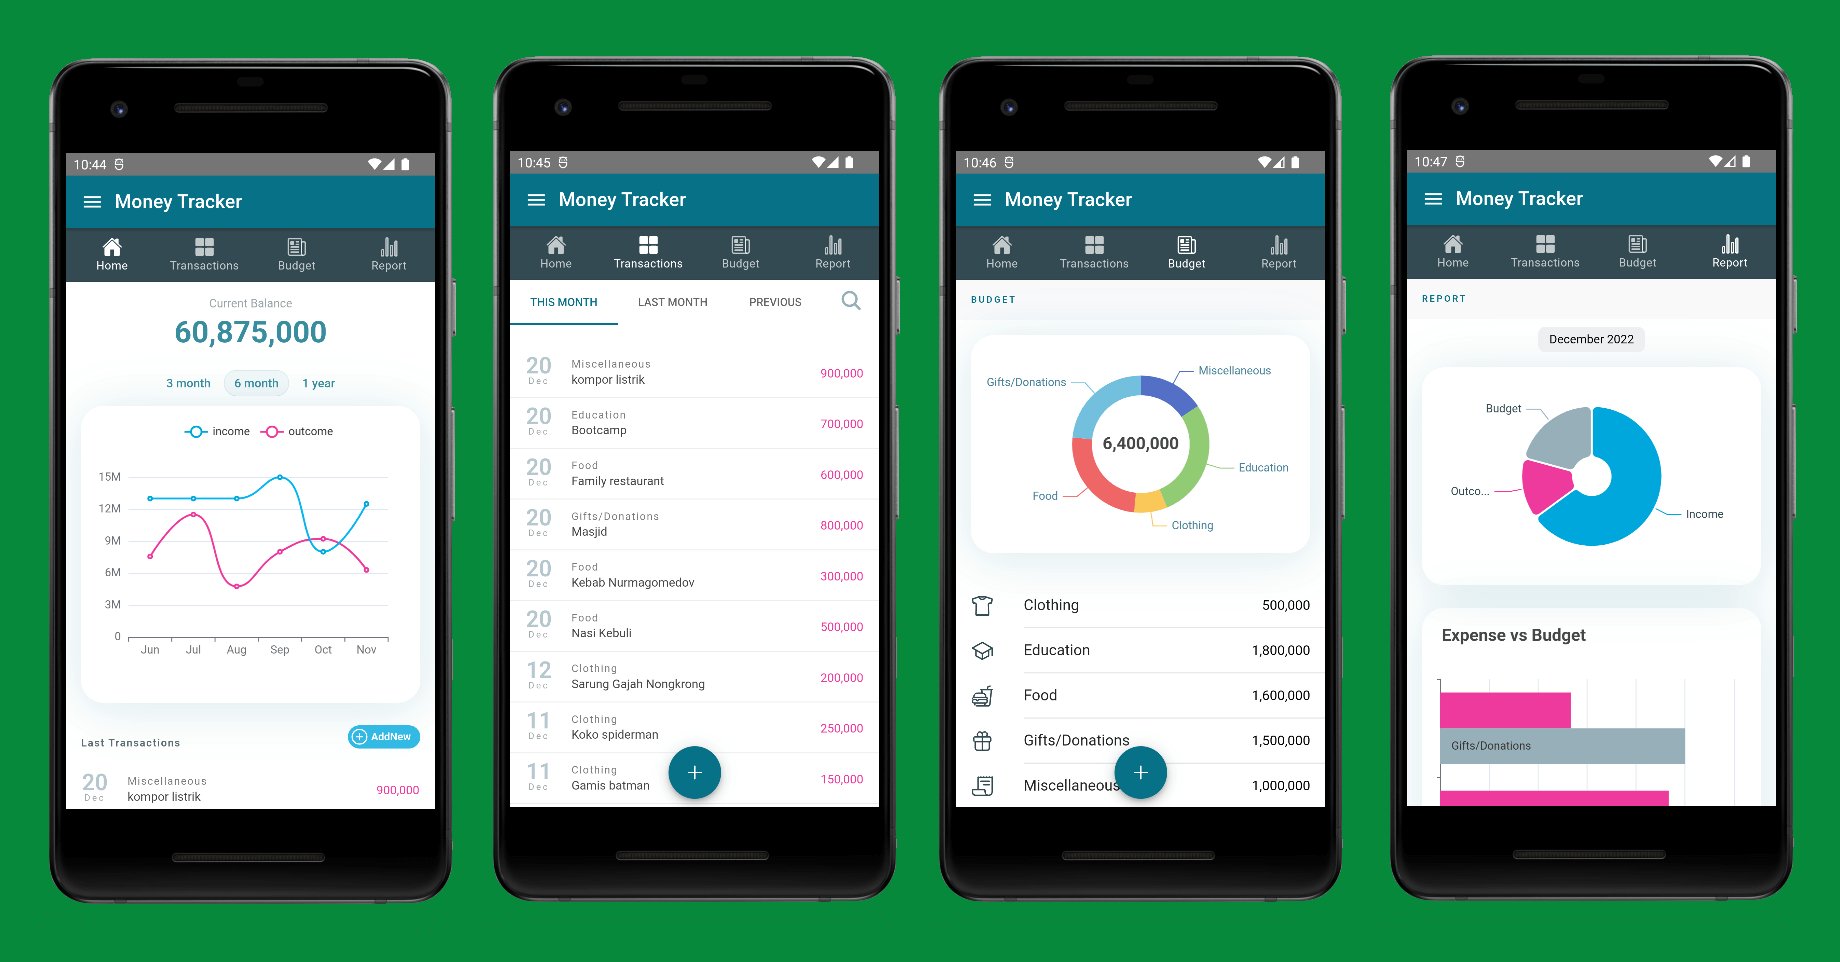 10:44
Money Tracker
Home Transactions Budget Report
Current Balance
60,875,000
3 month 6 month 1 year
income outcome
15M
12M
9M
6M
3M
0
Jun Jul Aug Sep Oct Nov
Last Transactions AddNew
20 Dec Miscellaneous
kompor listrik 900,000
10:45
Money Tracker
Home Transactions Budget Report
THIS MONTH LAST MONTH PREVIOUS
20 Dec Miscellaneous
kompor listrik 900,000
20 Dec Education
Bootcamp 700,000
20 Dec Food
Family restaurant 600,000
20 Dec Gifts/Donations
Masjid 800,000
20 Dec Food
Kebab Nurmagomedov 300,000
20 Dec Food
Nasi Kebuli 500,000
12 Dec Clothing
Sarung Gajah Nongkrong 200,000
11 Dec Clothing
Koko spiderman 250,000
11 Dec Clothing
Gamis batman 150,000
10:46
Money Tracker
Home Transactions Budget Report
BUDGET
Miscellaneous
Gifts/Donations
6,400,000
Education
Food
Clothing
Clothing 500,000
Education 1,800,000
Food 1,600,000
Gifts/Donations 1,500,000
Miscellaneous 1,000,000
10:47
Money Tracker
Home Transactions Budget Report
REPORT
December 2022
Budget
Outco...
Income
Expense vs Budget
Gifts/Donations